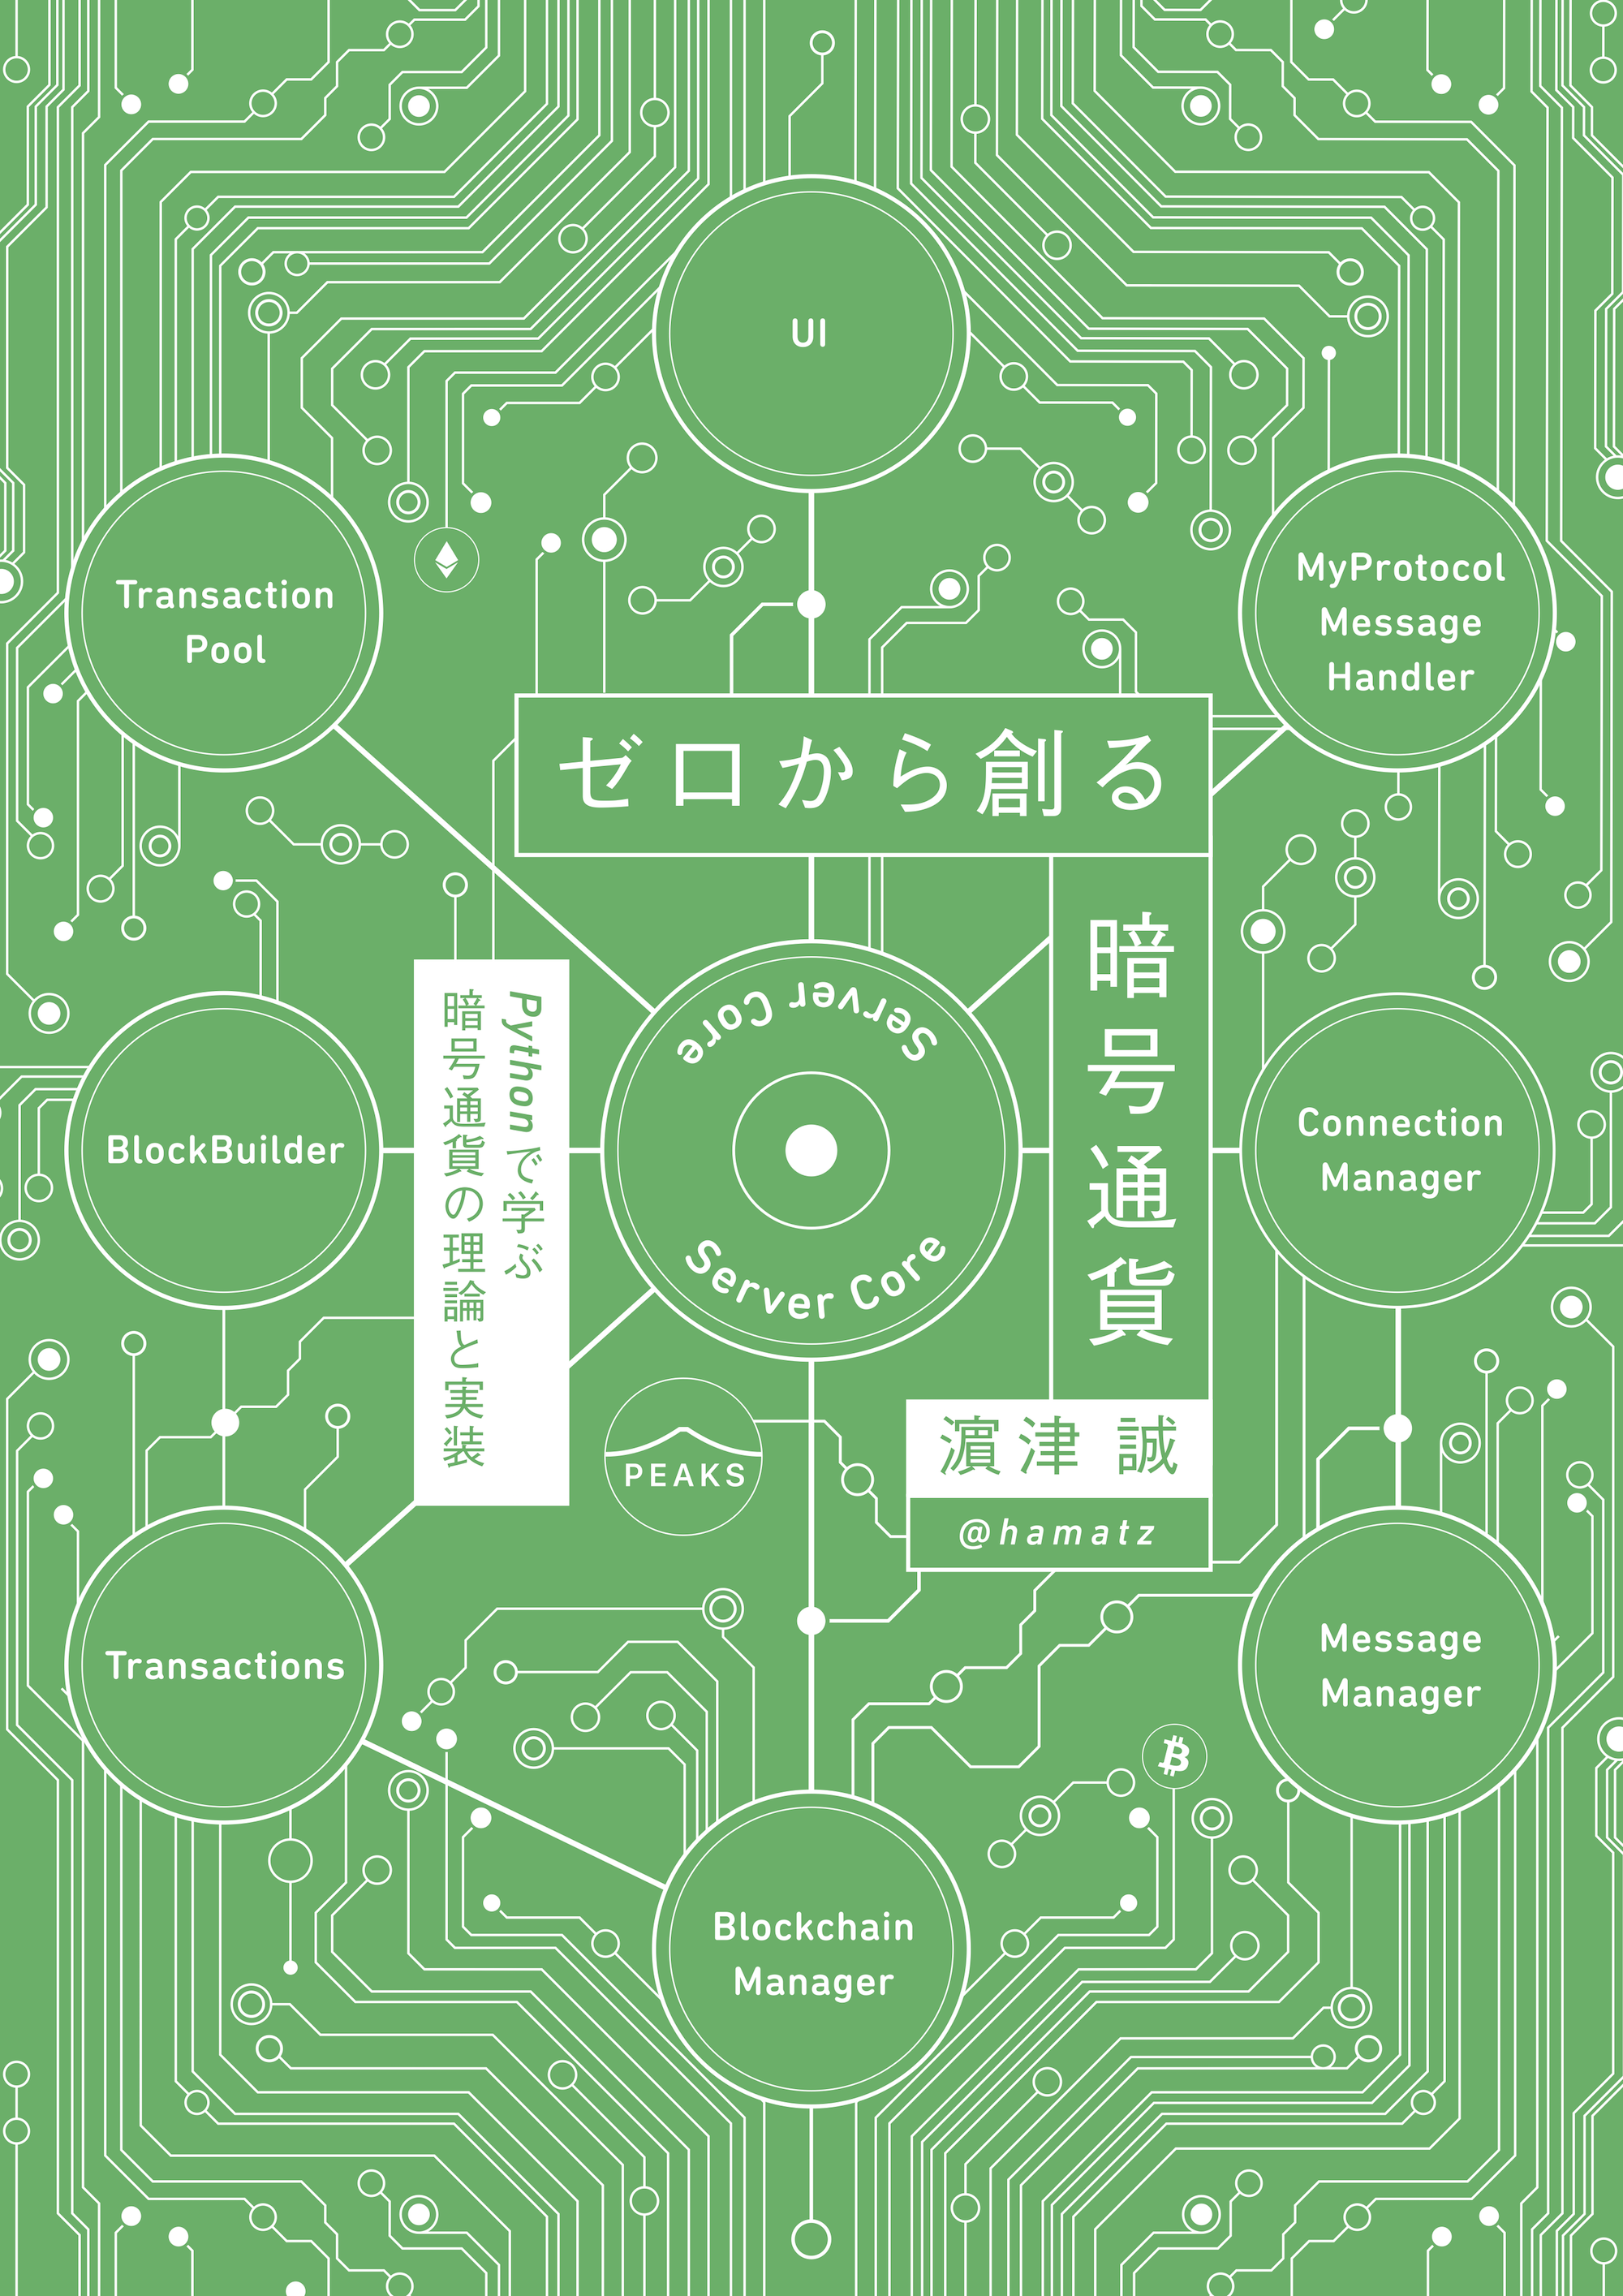 UI
Transaction
Pool
MyProtocol
Message
Handler
ゼロから創る
暗号通貨
Pythonで学ぶ
暗号通貨の理論と実装
Server Core
Server Core
BlockBuilder
Connection
Manager
PEAKS
濵津 誠
@hamatz
Transactions
Message
Manager
Blockchain
Manager